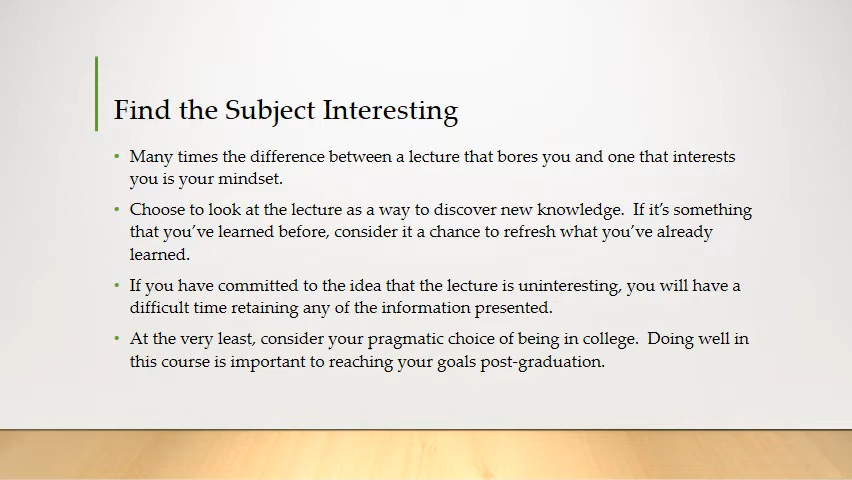 Find the Subject Interesting
• Many times the difference between a lecture that bores you and one that interests
you is your mindset.
• Choose to look at the lecture as a way to discover new knowledge.  If it’s something
that you’ve learned before, consider it a chance to refresh what you’ve already
learned.
• If you have committed to the idea that the lecture is uninteresting, you will have a
difficult time retaining any of the information presented.
• At the very least, consider your pragmatic choice of being in college.  Doing well in
this course is important to reaching your goals post-graduation.